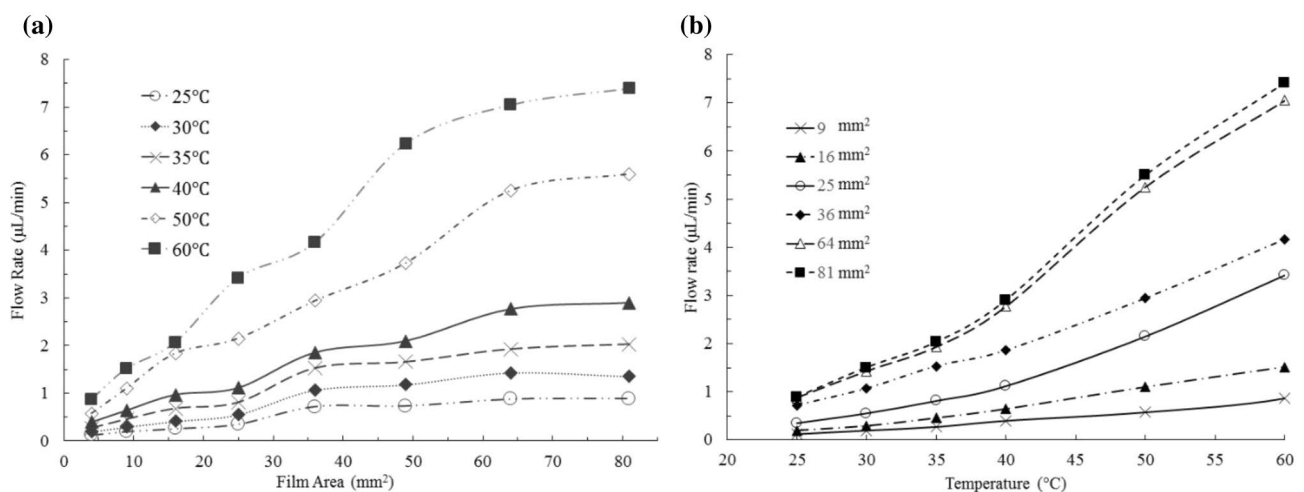 (a)
8
7
6
5
4
3
2
1
0
Flow Rate (µL/min)
25°C
30°C
35°C
40°C
50°C
60°C
0 10 20 30 40 50 60 70 80
Film Area (mm²)
(b)
8
7
6
5
4
3
2
1
0
Flow rate (µL/min)
9 mm²
16 mm²
25 mm²
36 mm²
64 mm²
81 mm²
20 25 30 35 40 45 50 55 60
Temperature (°C)